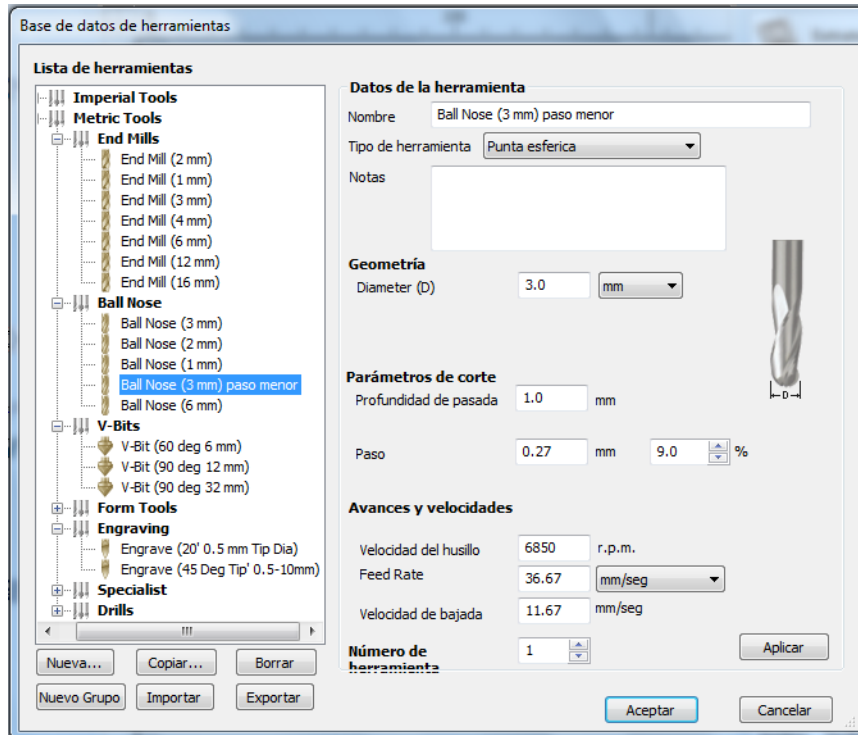 Base de datos de herramientas
Lista de herramientas
Imperial Tools
Metric Tools
End Mills
End Mill (2 mm)
End Mill (1 mm)
End Mill (3 mm)
End Mill (4 mm)
End Mill (6 mm)
End Mill (12 mm)
End Mill (16 mm)
Ball Nose
Ball Nose (3 mm)
Ball Nose (2 mm)
Ball Nose (1 mm)
Ball Nose (3 mm) paso menor
Ball Nose (6 mm)
V-Bits
V-Bit (60 deg 6 mm)
V-Bit (90 deg 12 mm)
V-Bit (90 deg 32 mm)
Form Tools
Engraving
Engrave (20' 0.5 mm Tip Dia)
Engrave (45 Deg Tip' 0.5-10mm)
Specialist
Drills
Nueva... Copiar... Borrar
Nuevo Grupo Importar Exportar
Datos de la herramienta
Nombre Ball Nose (3 mm) paso menor
Tipo de herramienta Punta esferica
Notas
Geometría
Diameter (D) 3.0 mm
D
Parámetros de corte
Profundidad de pasada 1.0 mm
Paso 0.27 mm 9.0 %
Avances y velocidades
Velocidad del husillo 6850 r.p.m.
Feed Rate 36.67 mm/seg
Velocidad de bajada 11.67 mm/seg
Número de herramienta 1
Aplicar
Aceptar Cancelar